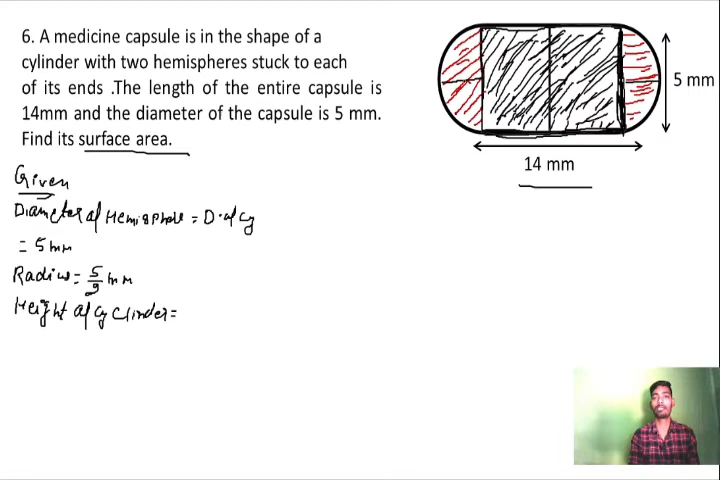 6. A medicine capsule is in the shape of a
cylinder with two hemispheres stuck to each
of its ends .The length of the entire capsule is
14mm and the diameter of the capsule is 5 mm.
Find its surface area.
5 mm
14 mm
Given
Diameter of Hemisphere = D. of Cy
= 5 mm
Radius = 5/2 mm
Height of Cylinder =